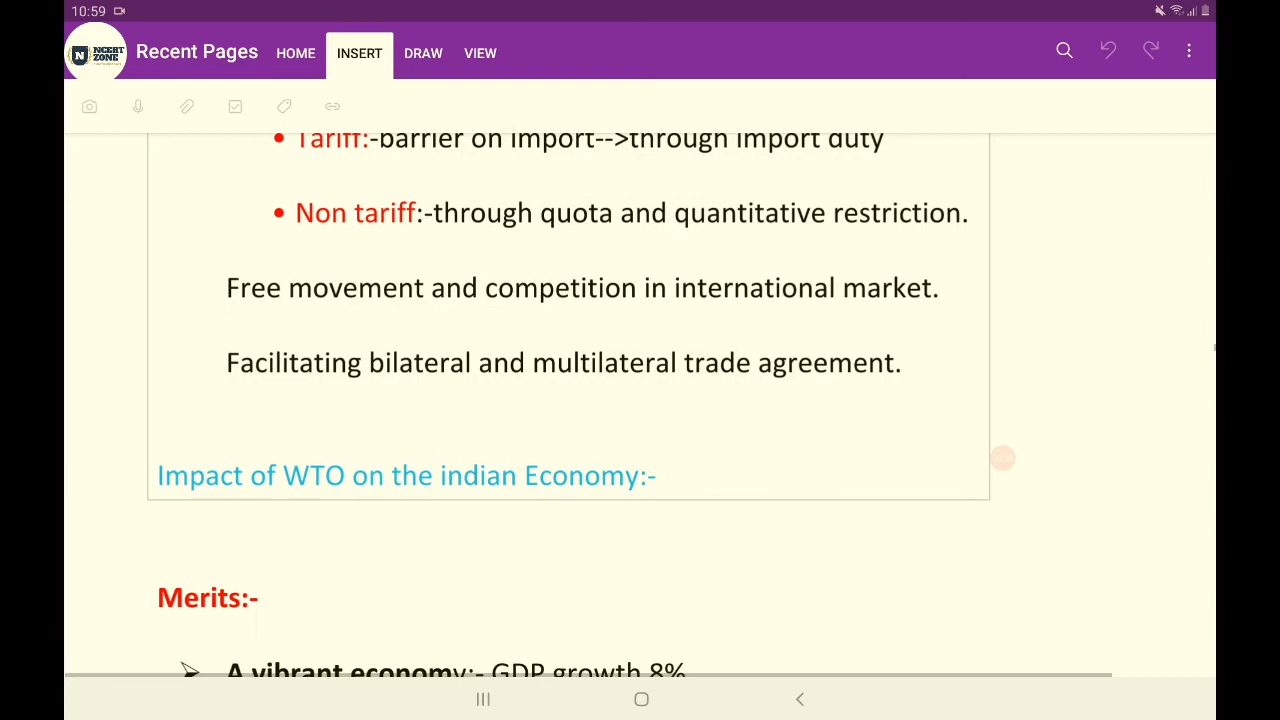 10:59
NCERT
ZONE
Recent Pages HOME INSERT DRAW VIEW
• Tariff:-barrier on import-->through import duty
• Non tariff:-through quota and quantitative restriction.
Free movement and competition in international market.
Facilitating bilateral and multilateral trade agreement.
Impact of WTO on the indian Economy:-
Merits:-
➢ A vibrant economy:- GDP growth 8%